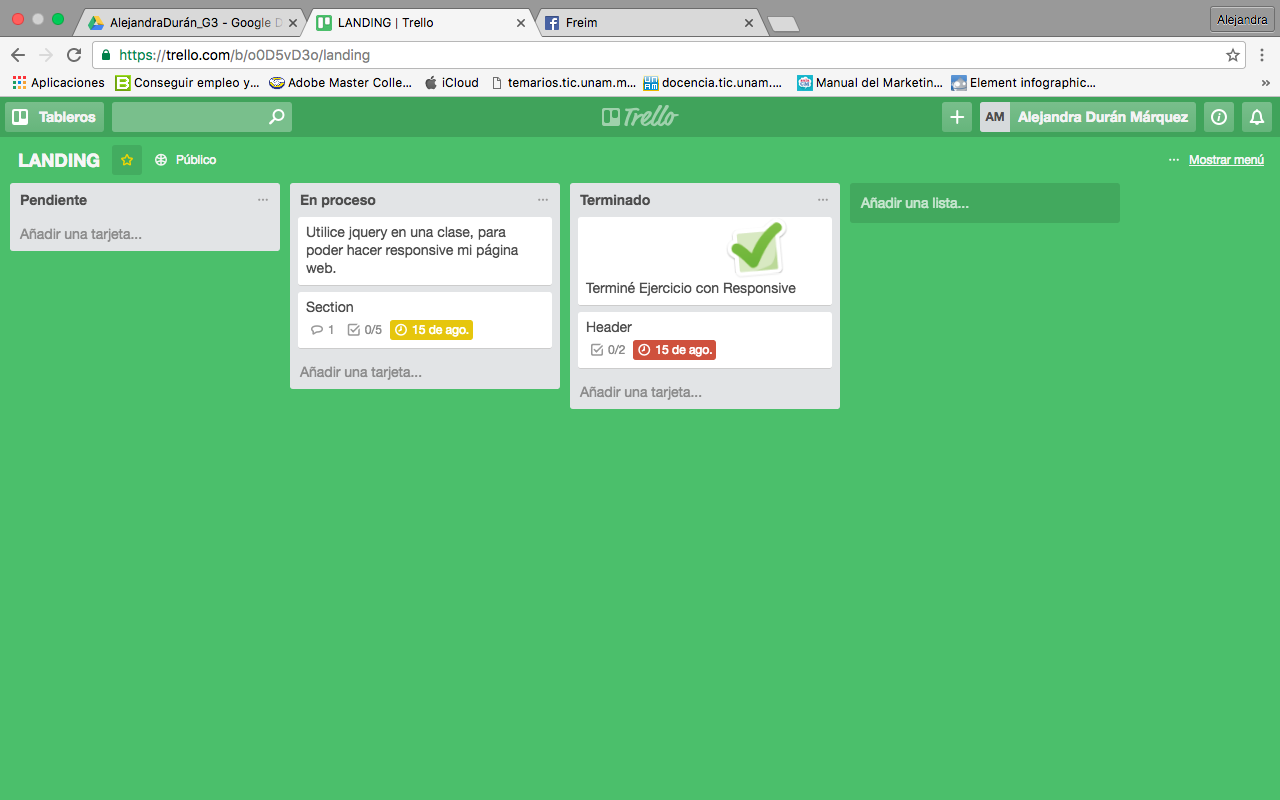 AlejandraDurán_G3 - Google D
LANDING | Trello
Freim
Alejandra
https://trello.com/b/o0D5vD3o/landing
Aplicaciones
Conseguir empleo y...
Adobe Master Colle...
iCloud
temarios.tic.unam.m...
docencia.tic.unam....
Manual del Marketin...
Element infographic...
»
Tableros
Trello
AM
Alejandra Durán Márquez
LANDING
Público
... Mostrar menú
Pendiente ...
Añadir una tarjeta...
En proceso ...
Utilice jquery en una clase, para
poder hacer responsive mi página
web.
Section
1 0/5 15 de ago.
Añadir una tarjeta...
Terminado ...
Terminé Ejercicio con Responsive
Header
0/2 15 de ago.
Añadir una tarjeta...
Añadir una lista...